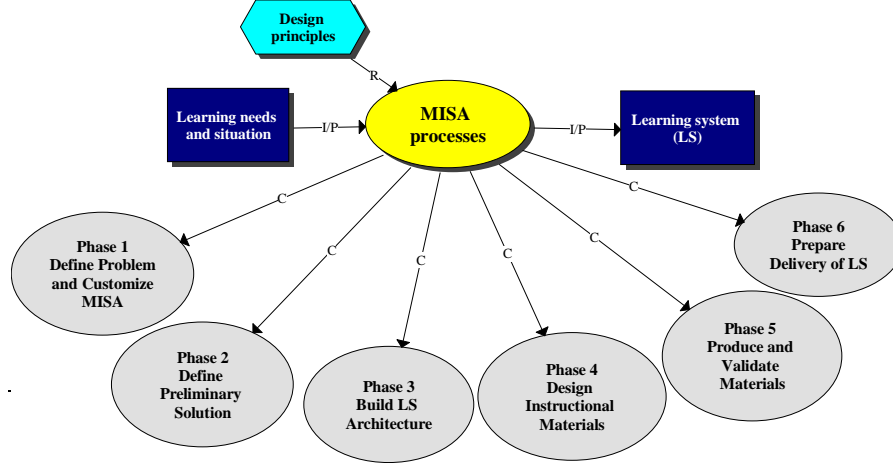 Design
principles
R
Learning needs
and situation
I/P
MISA
processes
I/P
Learning system
(LS)
C
C
C
C
C
C
Phase 1
Define Problem
and Customize
MISA
Phase 2
Define
Preliminary
Solution
Phase 3
Build LS
Architecture
Phase 4
Design
Instructional
Materials
Phase 5
Produce and
Validate
Materials
Phase 6
Prepare
Delivery of LS